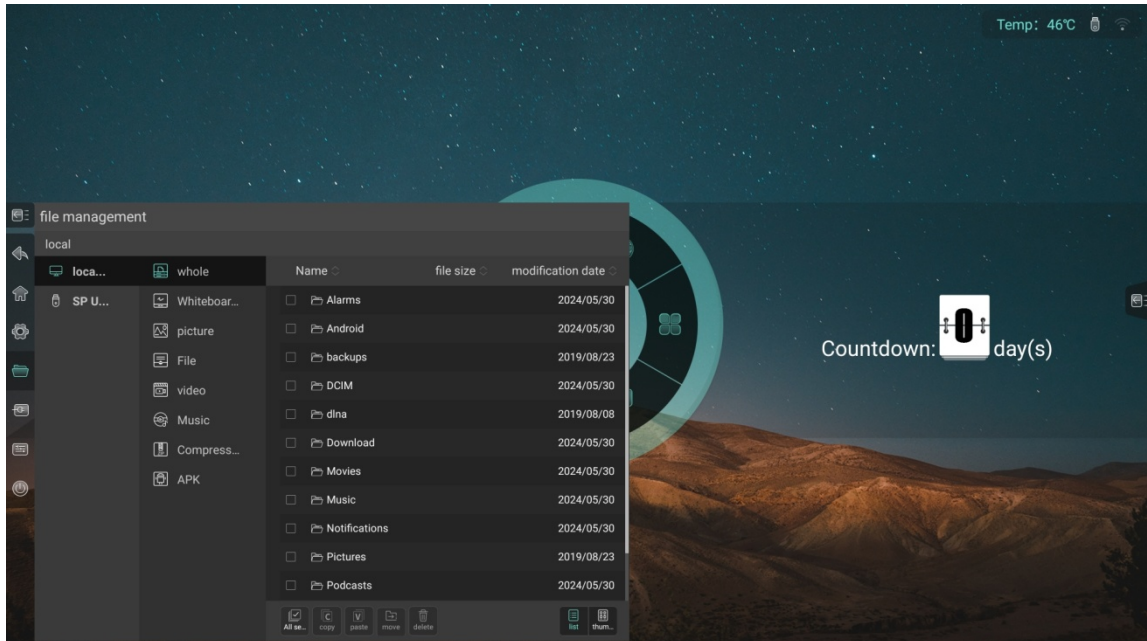 Temp: 46℃
file management
local
loca...
SP U...
whole
Whiteboar...
picture
File
video
Music
Compress...
APK
Name file size modification date
Alarms 2024/05/30
Android 2024/05/30
backups 2019/08/23
DCIM 2024/05/30
dlna 2019/08/08
Download 2024/05/30
Movies 2024/05/30
Music 2024/05/30
Notifications 2024/05/30
Pictures 2019/08/23
Podcasts 2024/05/30
All se... copy paste move delete list thum...
Countdown: 0 day(s)